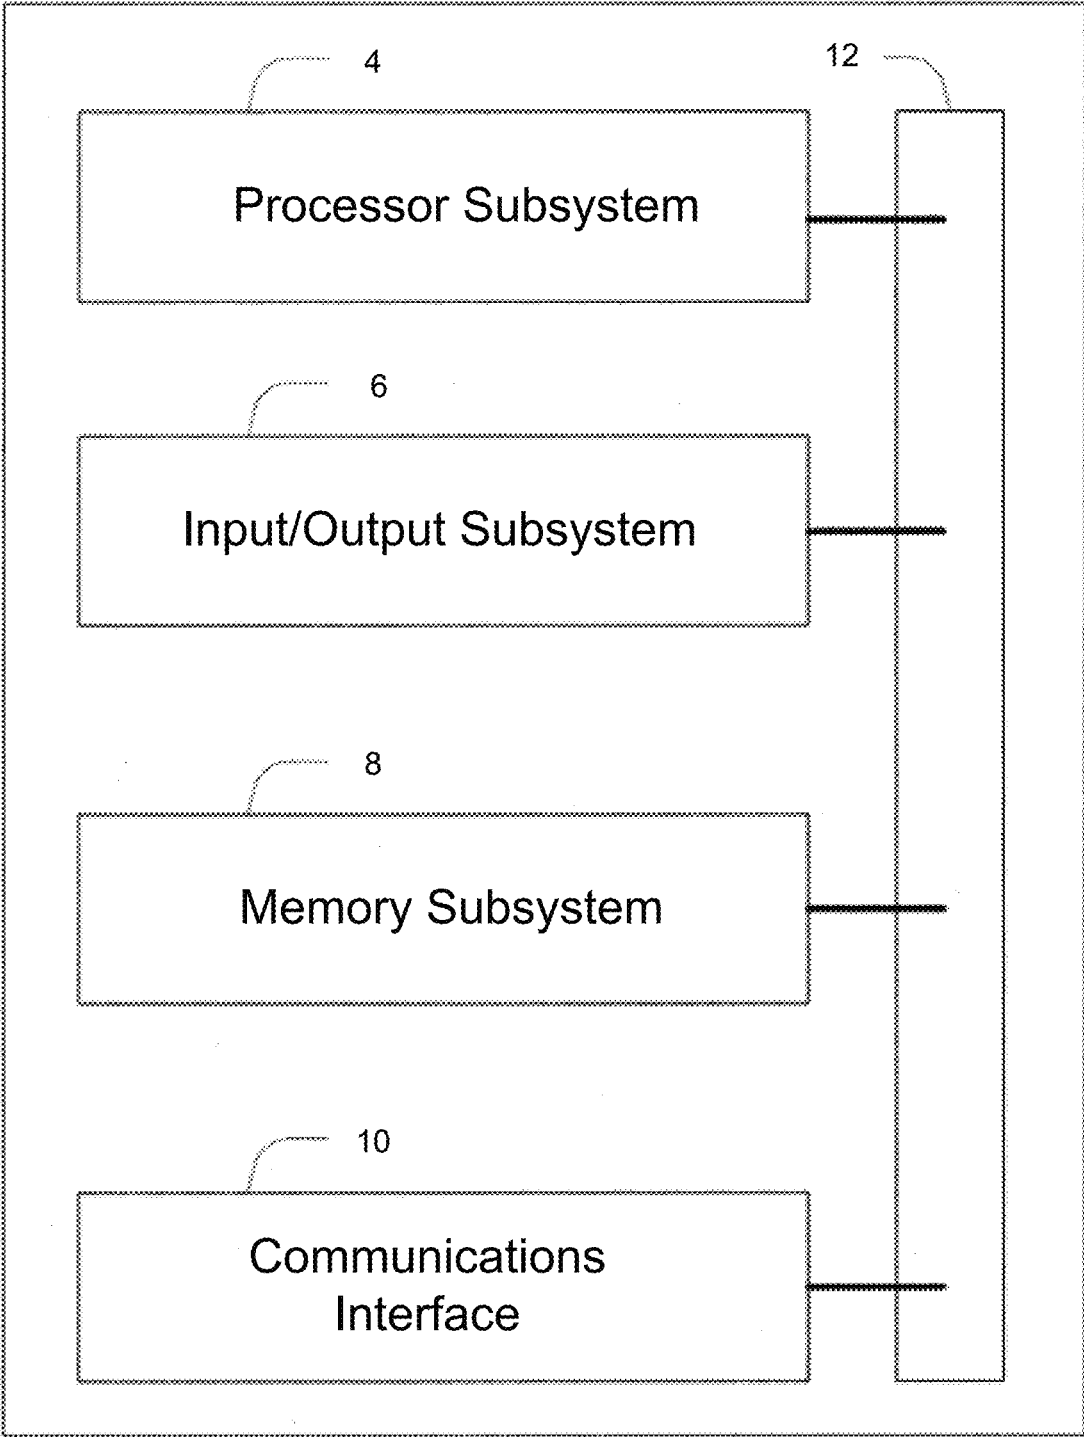 4
12
Processor Subsystem
6
Input/Output Subsystem
8
Memory Subsystem
10
Communications
Interface